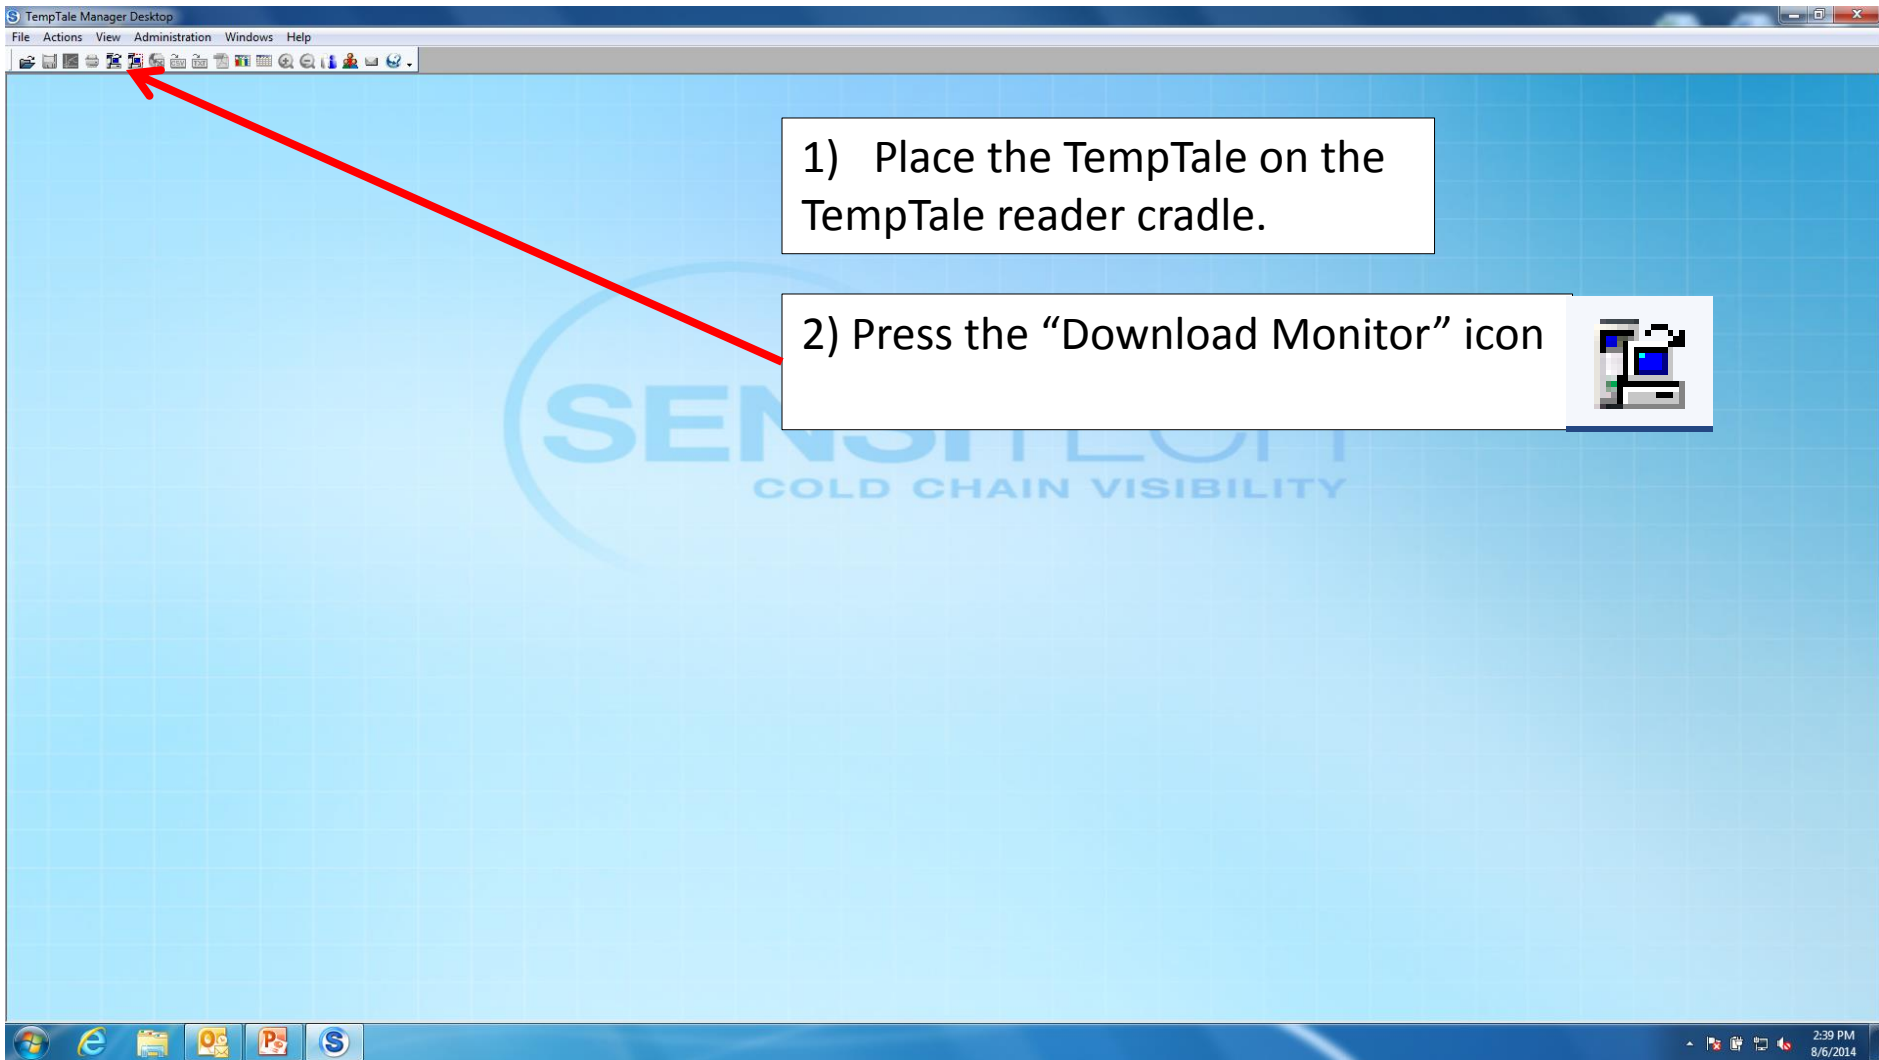 TempTale Manager Desktop
File Actions View Administration Windows Help
1) Place the TempTale on the
TempTale reader cradle.
2) Press the “Download Monitor” icon
SENSITECH
COLD CHAIN VISIBILITY
2:39 PM
8/6/2014